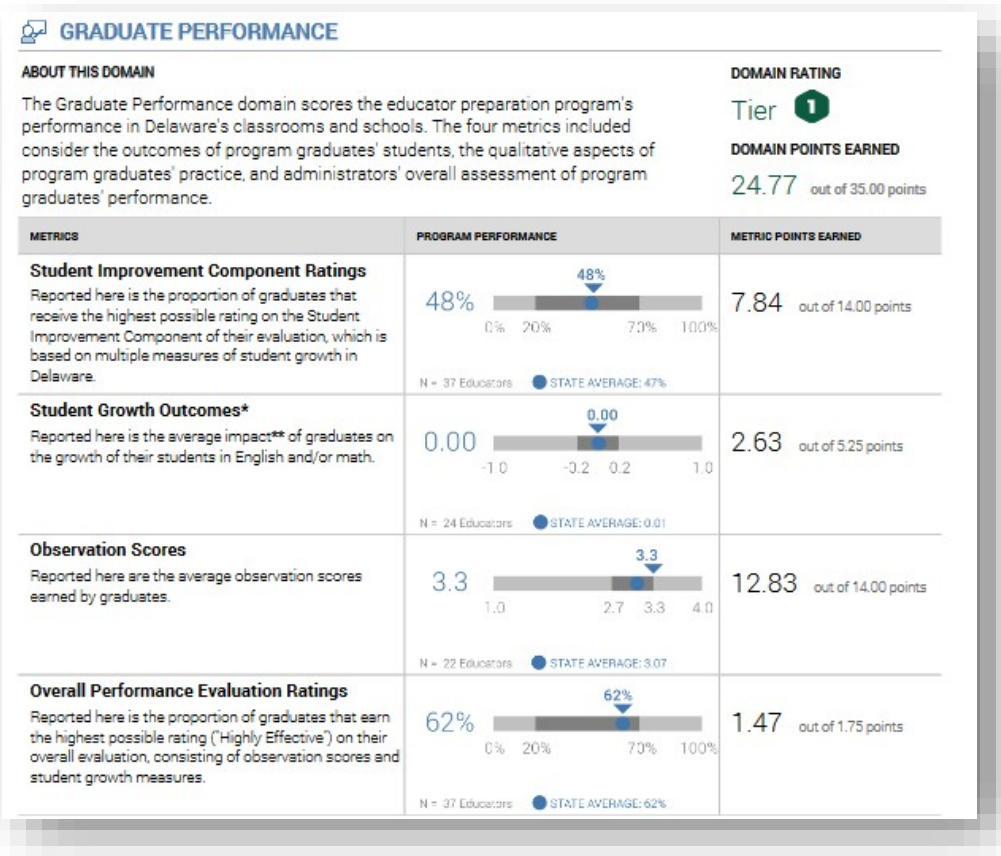 GRADUATE PERFORMANCE
ABOUT THIS DOMAIN
The Graduate Performance domain scores the educator preparation program's
performance in Delaware's classrooms and schools. The four metrics included
consider the outcomes of program graduates' students, the qualitative aspects of
program graduates' practice, and administrators' overall assessment of program
graduates' performance.
DOMAIN RATING
Tier 1
DOMAIN POINTS EARNED
24.77 out of 35.00 points
METRICS PROGRAM PERFORMANCE METRIC POINTS EARNED
Student Improvement Component Ratings
Reported here is the proportion of graduates that
receive the highest possible rating on the Student
Improvement Component of their evaluation, which is
based on multiple measures of student growth in
Delaware.
48%
48%
0% 20% 70% 100%
N = 37 Educators STATE AVERAGE: 47%
7.84 out of 14.00 points
Student Growth Outcomes*
Reported here is the average impact** of graduates on
the growth of their students in English and/or math.
0.00
0.00
-1.0 -0.2 0.2 1.0
N = 24 Educators STATE AVERAGE: 0.01
2.63 out of 5.25 points
Observation Scores
Reported here are the average observation scores
earned by graduates.
3.3
3.3
1.0 2.7 3.3 4.0
N = 22 Educators STATE AVERAGE: 3.07
12.83 out of 14.00 points
Overall Performance Evaluation Ratings
Reported here is the proportion of graduates that earn
the highest possible rating ("Highly Effective") on their
overall evaluation, consisting of observation scores and
student growth measures.
62%
62%
0% 20% 70% 100%
N = 37 Educators STATE AVERAGE: 62%
1.47 out of 1.75 points